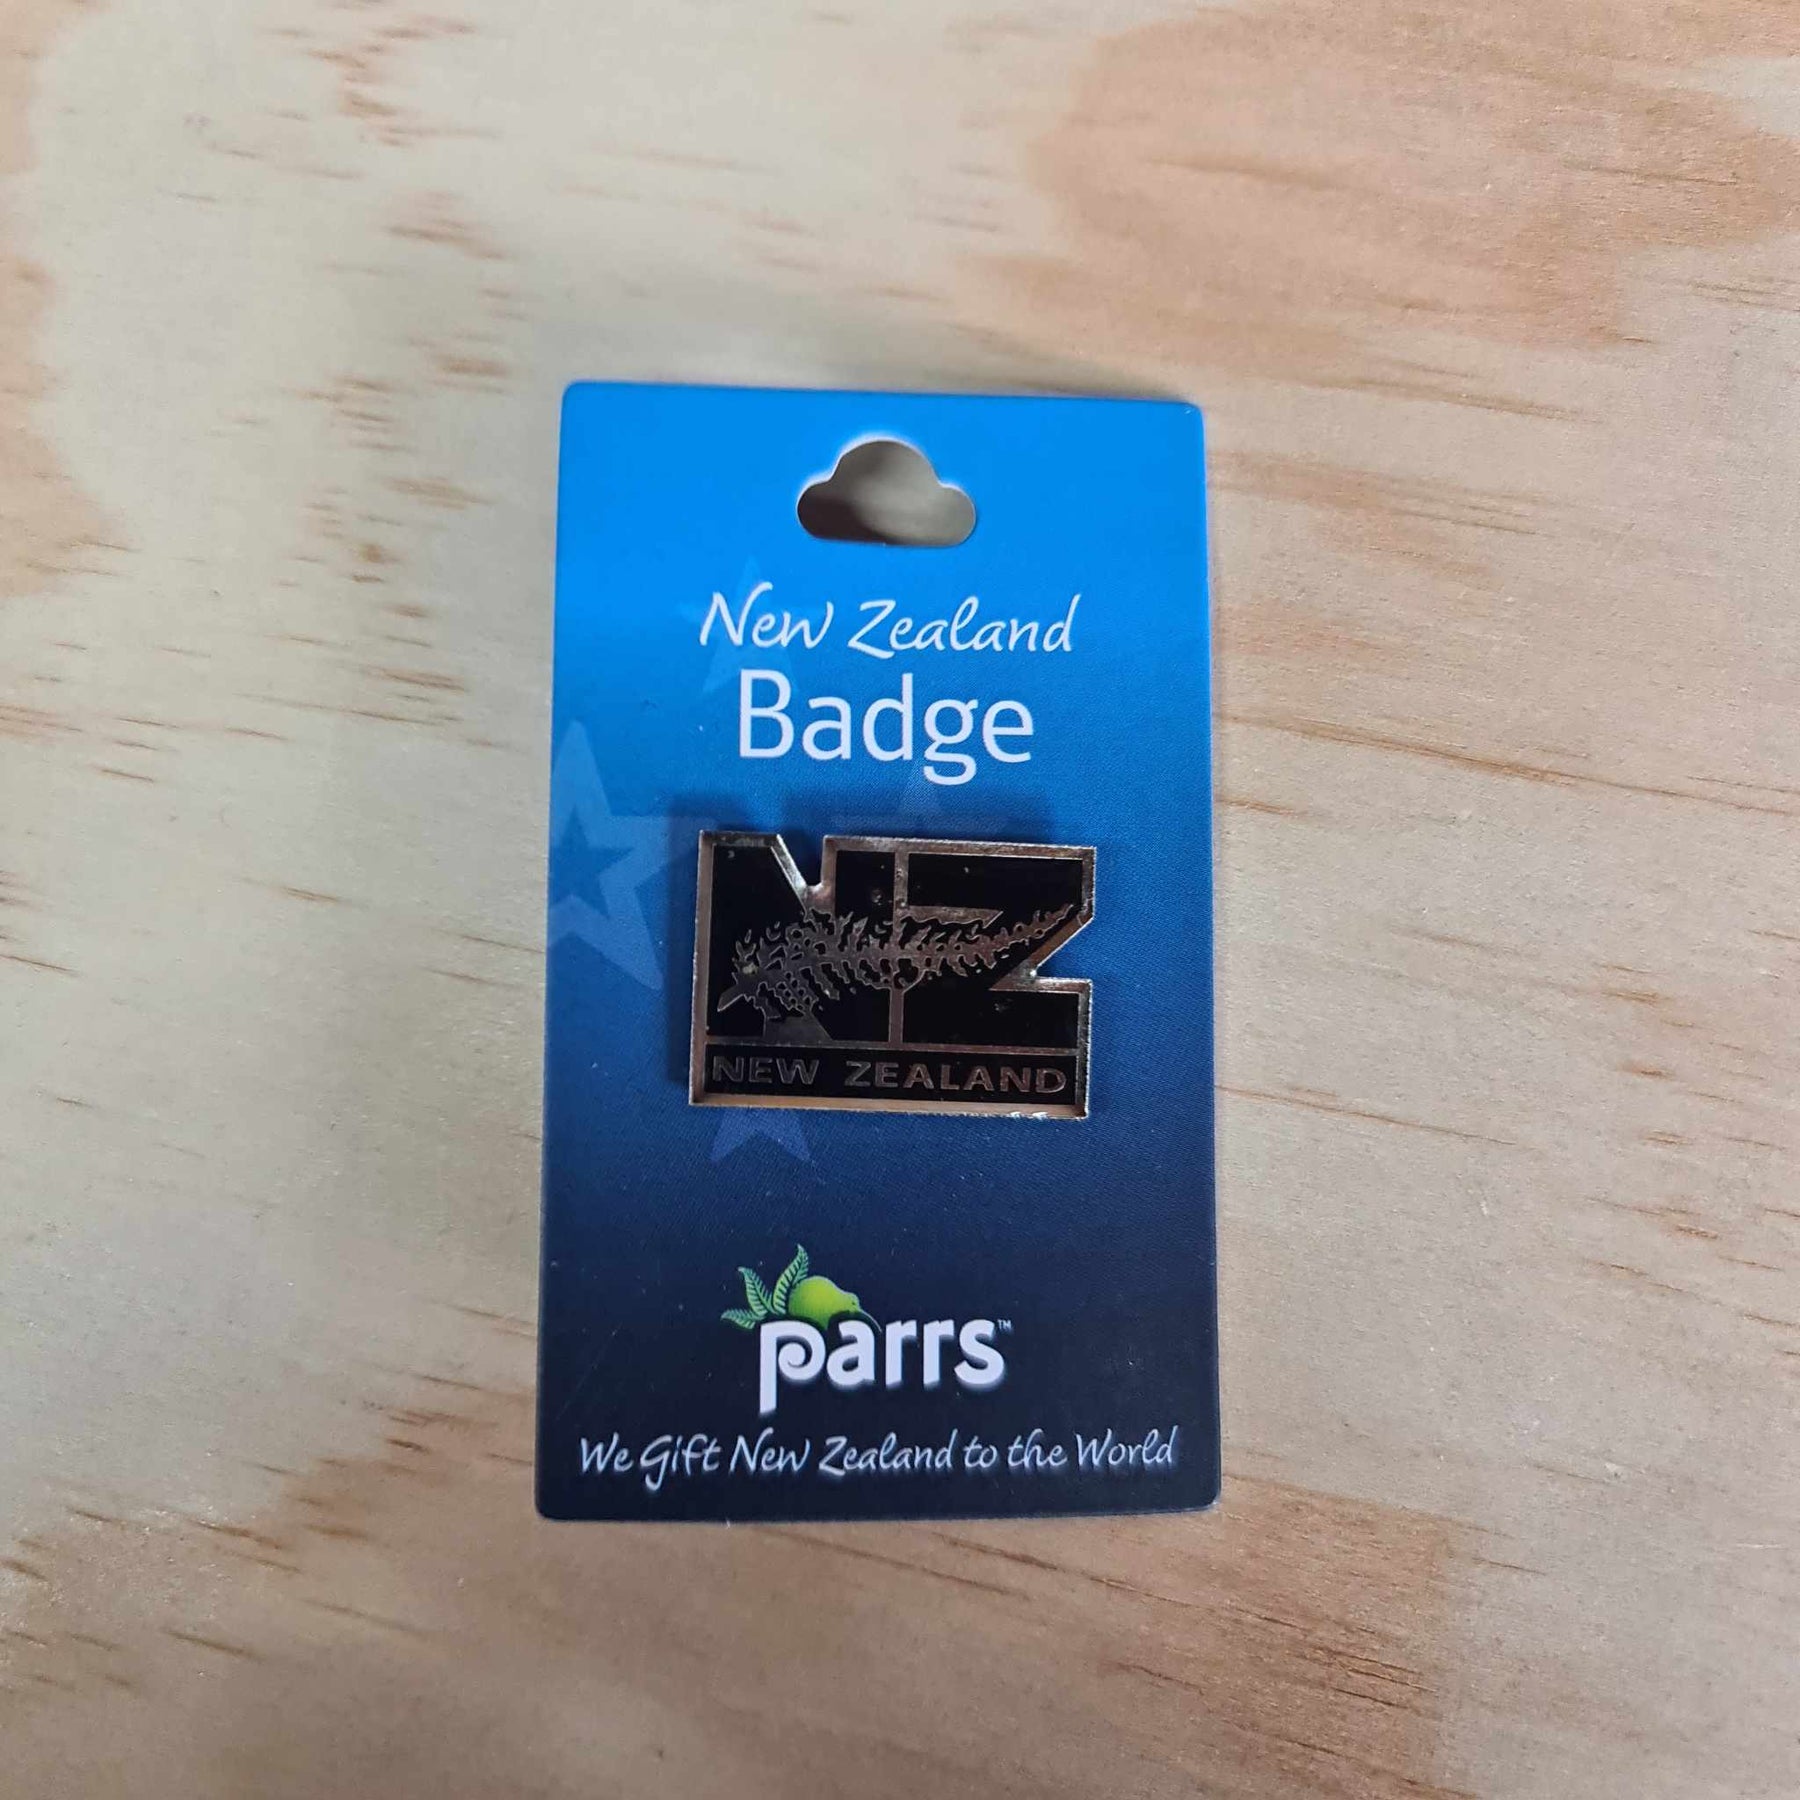 New Zealand
Badge
NZ
NEW ZEALAND
parrs™
We Gift New Zealand to the World